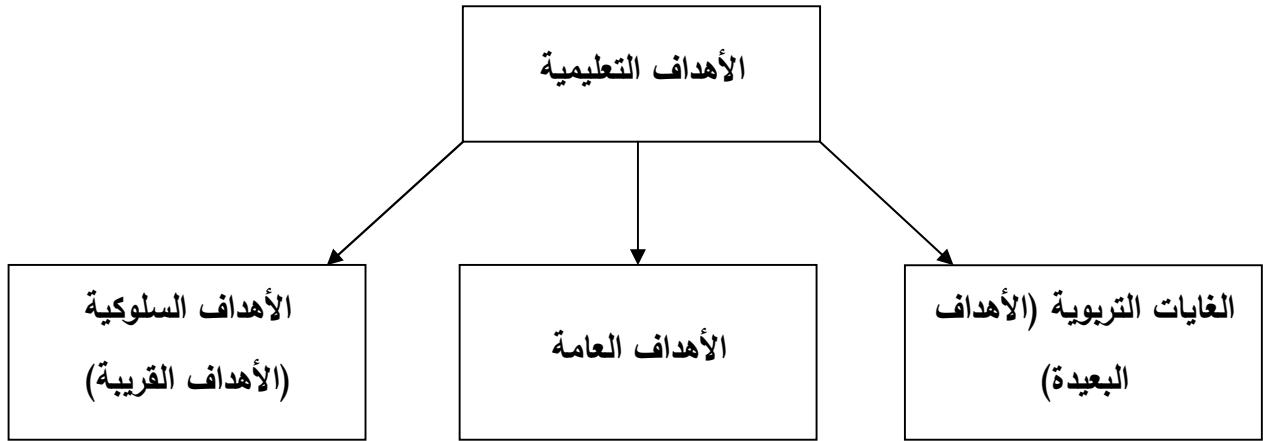 الأهداف التعليمية
الغايات التربوية (الأهداف
البعيدة)
الأهداف العامة
الأهداف السلوكية
(الأهداف القريبة)